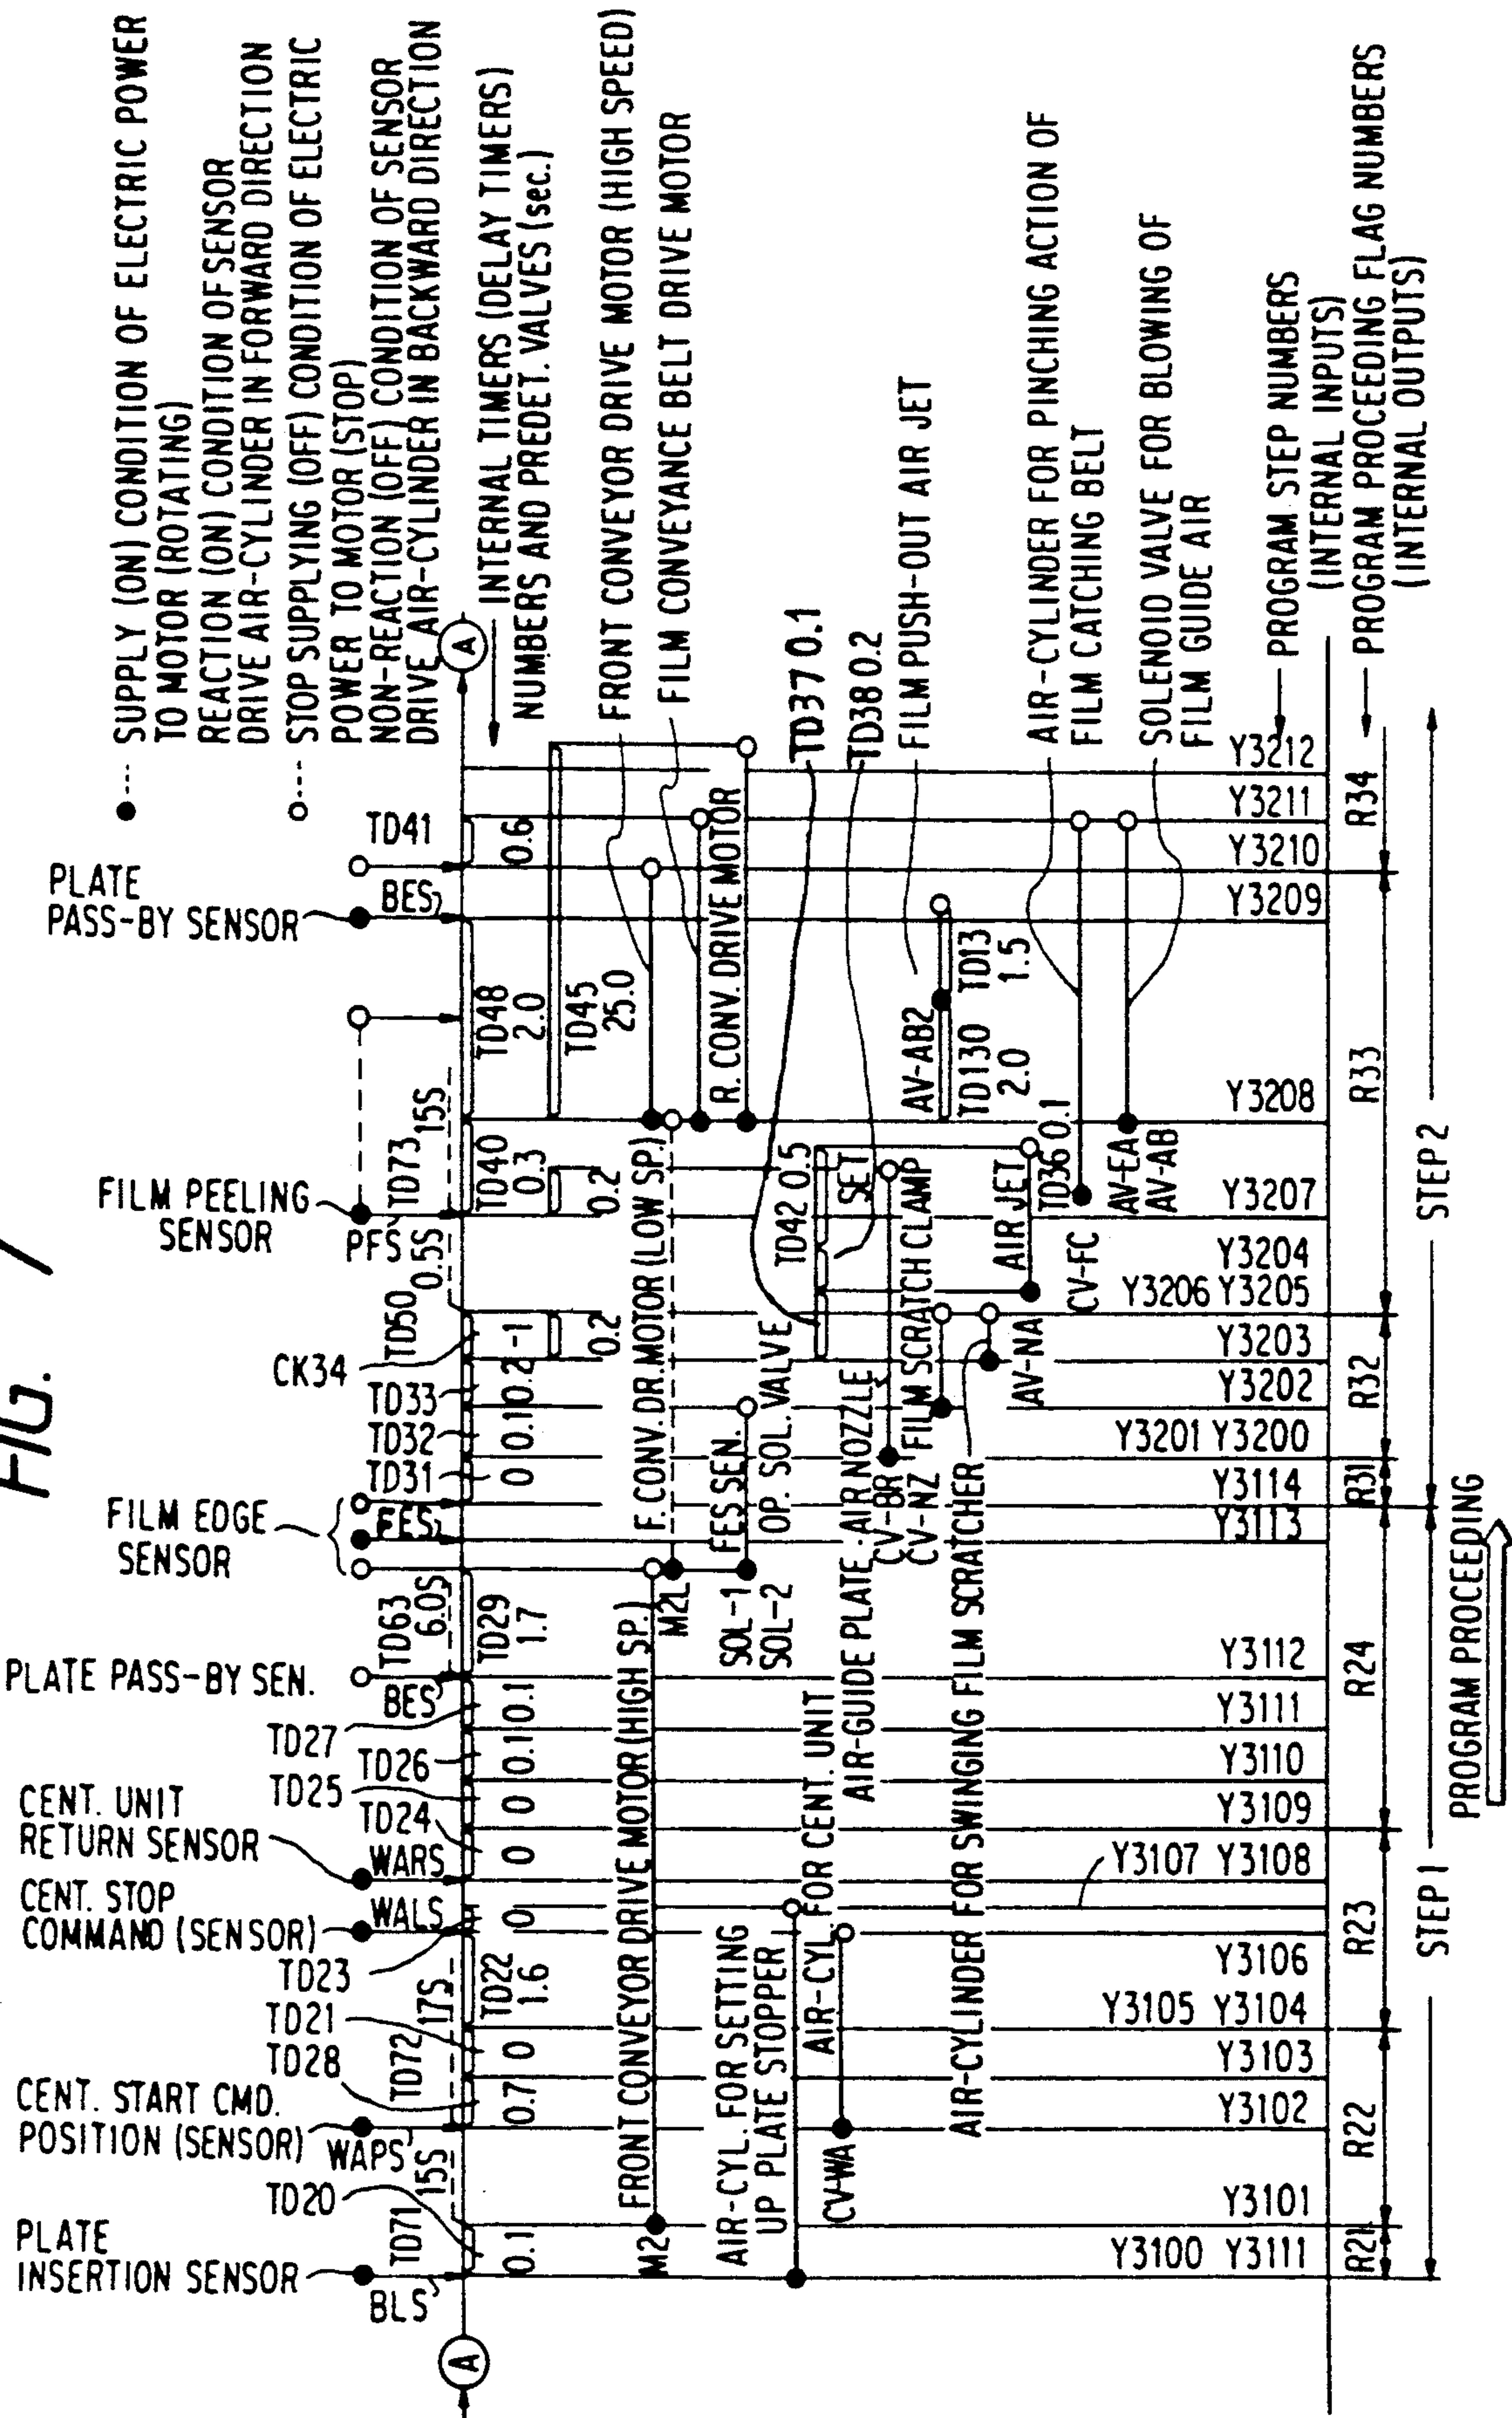 FIG. 7
●--- SUPPLY (ON) CONDITION OF ELECTRIC POWER
TO MOTOR (ROTATING)
REACTION (ON) CONDITION OF SENSOR
DRIVE AIR-CYLINDER IN FORWARD DIRECTION
○--- STOP SUPPLYING (OFF) CONDITION OF ELECTRIC
POWER TO MOTOR (STOP)
NON-REACTION (OFF) CONDITION OF SENSOR
DRIVE AIR-CYLINDER IN BACKWARD DIRECTION
PLATE
INSERTION SENSOR
CENT. START CMD.
POSITION (SENSOR)
CENT. STOP
COMMAND (SENSOR)
CENT. UNIT
RETURN SENSOR
PLATE PASS-BY SEN.
FILM EDGE
SENSOR
FILM PEELING
SENSOR
PLATE
PASS-BY SENSOR
BLS
TD71
15S
TD20
WAPS
TD72
17S
TD28
TD21
TD23
WALS
WARS
TD24
TD25
TD26
TD27
BES
TD63
6.0S
FES
TD31
TD32
TD33
CK34
TD50
0.5S
PFS
TD73
15S
BES
TD41
A
A
0.1
0.7
0
TD22
1.6
0
0
0
0.1
0.1
TD29
1.7
0
0.1
0.2
-1
TD40
0.3
TD48
2.0
0.6
INTERNAL TIMERS (DELAY TIMERS)
NUMBERS AND PREDET. VALVES (sec.)
0.2
0.2
TD45
25.0
M2
FRONT CONVEYOR DRIVE MOTOR (HIGH SP.)
M2L
F. CONV. DR. MOTOR (LOW SP.)
FRONT CONVEYOR DRIVE MOTOR (HIGH SPEED)
FILM CONVEYANCE BELT DRIVE MOTOR
R. CONV. DRIVE MOTOR
AIR-CYL. FOR SETTING
UP PLATE STOPPER
SOL-1
SOL-2
FES SEN.
OP. SOL. VALVE
TD37 0.1
TD38 0.2
TD42 0.5
SET
CV-WA
AIR-CYL. FOR CENT. UNIT
AIR-GUIDE PLATE. AIR NOZZLE
CV-BR
CV-NZ
FILM SCRATCH CLAMP
AV-AB2
TD130
2.0
TD13
1.5
FILM PUSH-OUT AIR JET
AIR-CYLINDER FOR SWINGING FILM SCRATCHER
AV-NA
AIR JET
TD36 0.1
CV-FC
AIR-CYLINDER FOR PINCHING ACTION OF
FILM CATCHING BELT
AV-EA
AV-AB
SOLENOID VALVE FOR BLOWING OF
FILM GUIDE AIR
Y3100 Y3111
Y3101
Y3102
Y3103
Y3105 Y3104
Y3106
Y3107 Y3108
Y3109
Y3110
Y3111
Y3112
Y3113
Y3114
Y3201 Y3200
Y3202
Y3203
Y3206 Y3205
Y3204
Y3207
Y3208
Y3209
Y3210
Y3211
Y3212
PROGRAM STEP NUMBERS
(INTERNAL INPUTS)
R21
R22
R23
R24
R31
R32
R33
R34
PROGRAM PROCEEDING FLAG NUMBERS
(INTERNAL OUTPUTS)
STEP 1
STEP 2
PROGRAM PROCEEDING